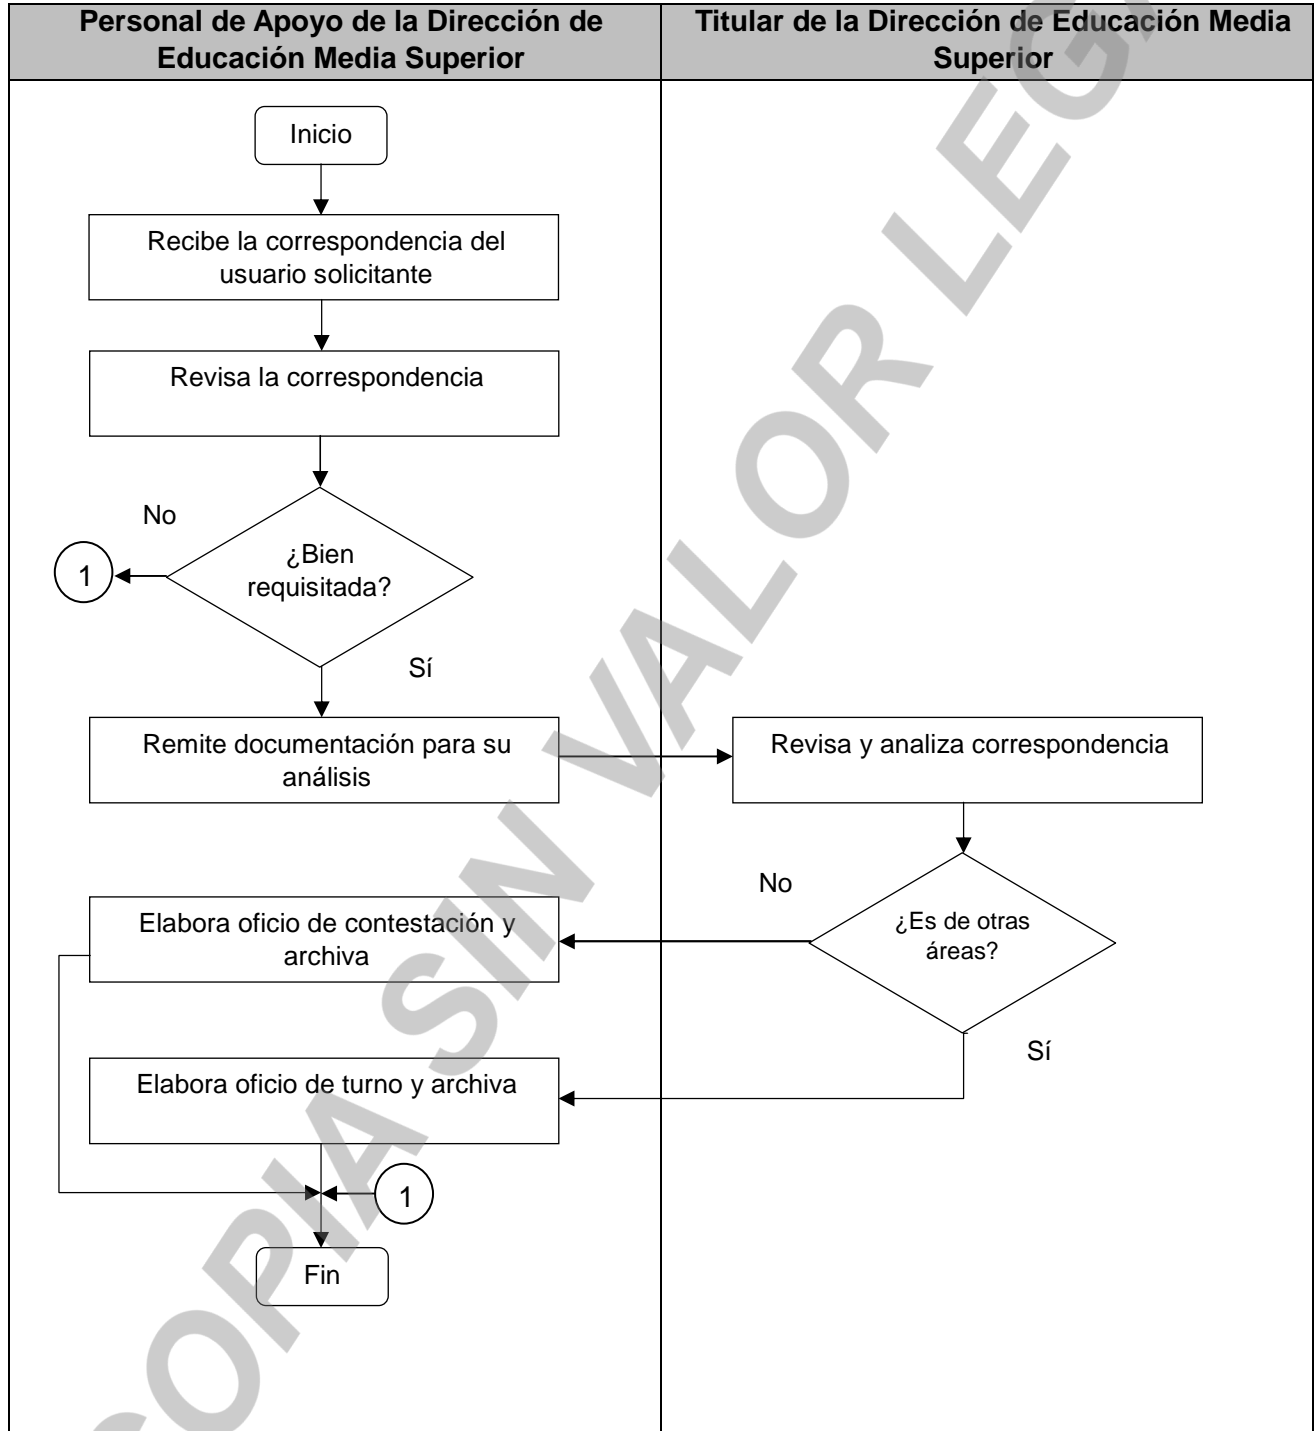 Personal de Apoyo de la Dirección de
Educación Media Superior
Titular de la Dirección de Educación Media
Superior
Inicio
Recibe la correspondencia del
usuario solicitante
Revisa la correspondencia
No
¿Bien
requisitada?
1
Sí
Remite documentación para su
análisis
Revisa y analiza correspondencia
No
¿Es de otras
áreas?
Elabora oficio de contestación y
archiva
Sí
Elabora oficio de turno y archiva
1
Fin
COPIA SIN VALOR LEGAL